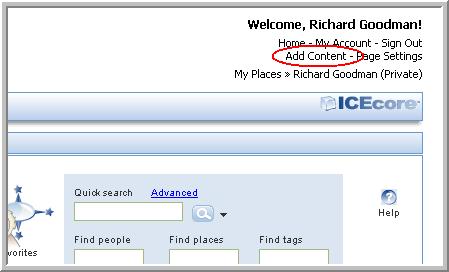 Welcome, Richard Goodman!
Home - My Account - Sign Out
Add Content - Page Settings
My Places » Richard Goodman (Private)
ICEcore
Quick search Advanced
Help
Find people Find places Find tags